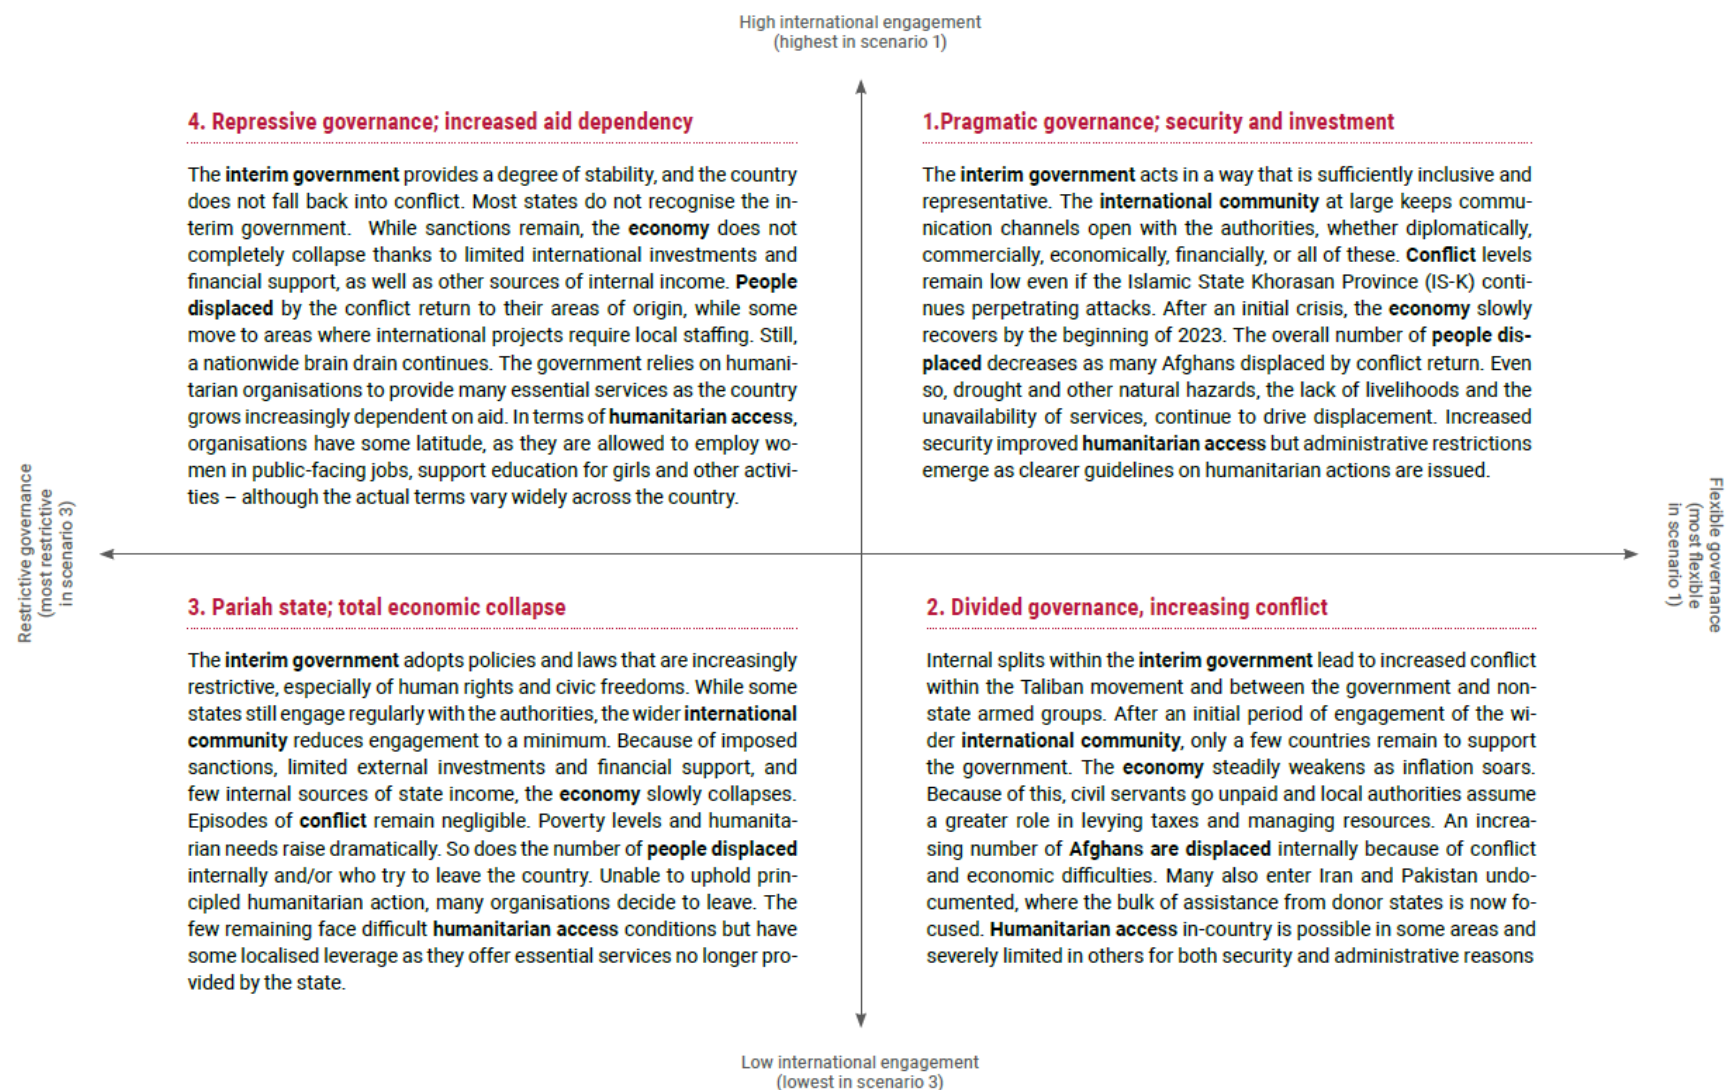 High international engagement
(highest in scenario 1)
4. Repressive governance; increased aid dependency
The interim government provides a degree of stability, and the country
does not fall back into conflict. Most states do not recognise the in-
terim government. While sanctions remain, the economy does not
completely collapse thanks to limited international investments and
financial support, as well as other sources of internal income. People
displaced by the conflict return to their areas of origin, while some
move to areas where international projects require local staffing. Still,
a nationwide brain drain continues. The government relies on humani-
tarian organisations to provide many essential services as the country
grows increasingly dependent on aid. In terms of humanitarian access,
organisations have some latitude, as they are allowed to employ wo-
men in public-facing jobs, support education for girls and other activi-
ties – although the actual terms vary widely across the country.
1.Pragmatic governance; security and investment
The interim government acts in a way that is sufficiently inclusive and
representative. The international community at large keeps commu-
nication channels open with the authorities, whether diplomatically,
commercially, economically, financially, or all of these. Conflict levels
remain low even if the Islamic State Khorasan Province (IS-K) conti-
nues perpetrating attacks. After an initial crisis, the economy slowly
recovers by the beginning of 2023. The overall number of people dis-
placed decreases as many Afghans displaced by conflict return. Even
so, drought and other natural hazards, the lack of livelihoods and the
unavailability of services, continue to drive displacement. Increased
security improved humanitarian access but administrative restrictions
emerge as clearer guidelines on humanitarian actions are issued.
Restrictive governance
(most restrictive
in scenario 3)
Flexible governance
(most flexible
in scenario 1)
3. Pariah state; total economic collapse
The interim government adopts policies and laws that are increasingly
restrictive, especially of human rights and civic freedoms. While some
states still engage regularly with the authorities, the wider international
community reduces engagement to a minimum. Because of imposed
sanctions, limited external investments and financial support, and
few internal sources of state income, the economy slowly collapses.
Episodes of conflict remain negligible. Poverty levels and humanita-
rian needs raise dramatically. So does the number of people displaced
internally and/or who try to leave the country. Unable to uphold prin-
cipled humanitarian action, many organisations decide to leave. The
few remaining face difficult humanitarian access conditions but have
some localised leverage as they offer essential services no longer pro-
vided by the state.
2. Divided governance, increasing conflict
Internal splits within the interim government lead to increased conflict
within the Taliban movement and between the government and non-
state armed groups. After an initial period of engagement of the wi-
der international community, only a few countries remain to support
the government. The economy steadily weakens as inflation soars.
Because of this, civil servants go unpaid and local authorities assume
a greater role in levying taxes and managing resources. An increa-
sing number of Afghans are displaced internally because of conflict
and economic difficulties. Many also enter Iran and Pakistan undo-
cumented, where the bulk of assistance from donor states is now fo-
cused. Humanitarian access in-country is possible in some areas and
severely limited in others for both security and administrative reasons
Low international engagement
(lowest in scenario 3)